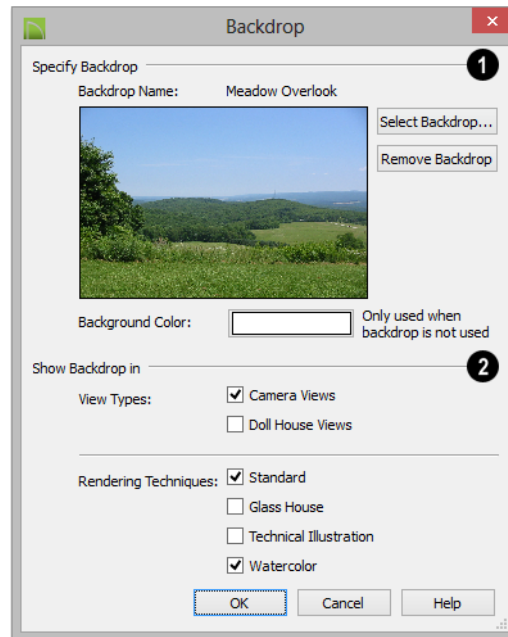 Backdrop
Specify Backdrop
1
Backdrop Name: Meadow Overlook
Select Backdrop...
Remove Backdrop
Background Color:
Only used when
backdrop is not used
Show Backdrop in
2
View Types:
Camera Views
Doll House Views
Rendering Techniques:
Standard
Glass House
Technical Illustration
Watercolor
OK Cancel Help